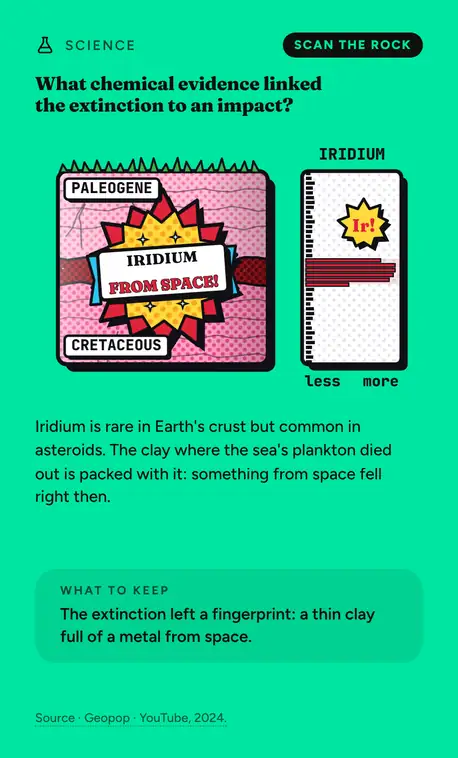 SCIENCE
SCAN THE ROCK
What chemical evidence linked
the extinction to an impact?
IRIDIUM
PALEOGENE
Ir!
IRIDIUM
FROM SPACE!
CRETACEOUS
less more
Iridium is rare in Earth's crust but common in
asteroids. The clay where the sea's plankton died
out is packed with it: something from space fell
right then.
WHAT TO KEEP
The extinction left a fingerprint: a thin clay
full of a metal from space.
Source · Geopop · YouTube, 2024.